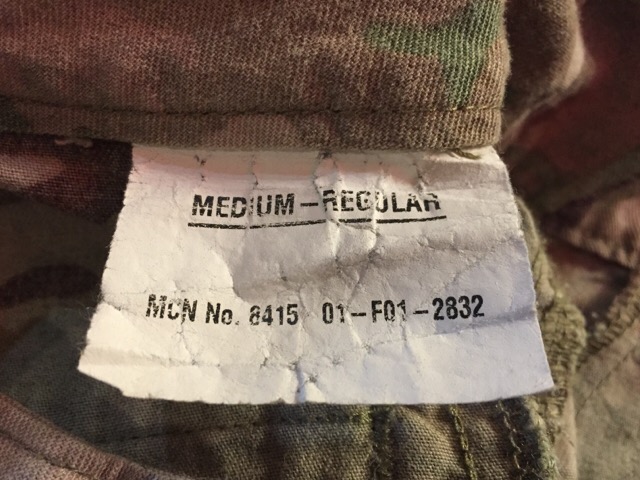 MEDIUM-REGULAR
MCN No. 8415 01-F01-2832